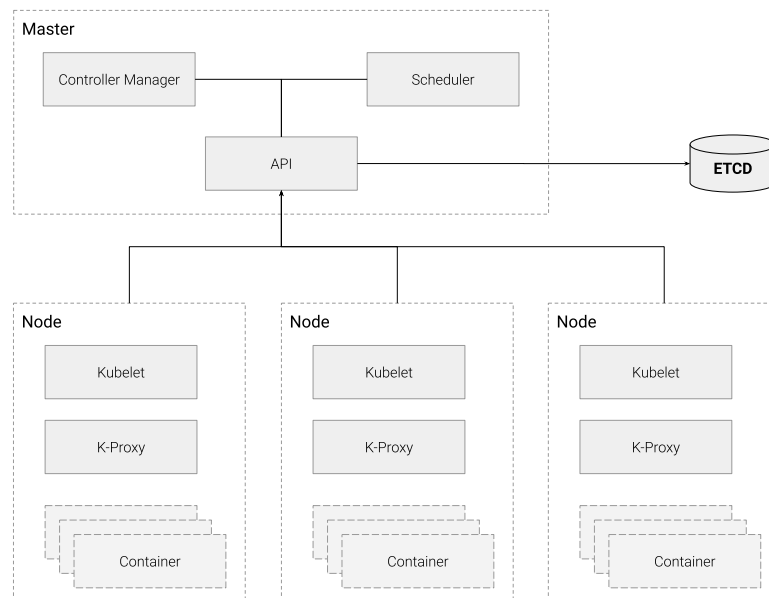 Master
Controller Manager
Scheduler
API
ETCD
Node
Node
Node
Kubelet
Kubelet
Kubelet
K-Proxy
K-Proxy
K-Proxy
Container
Container
Container